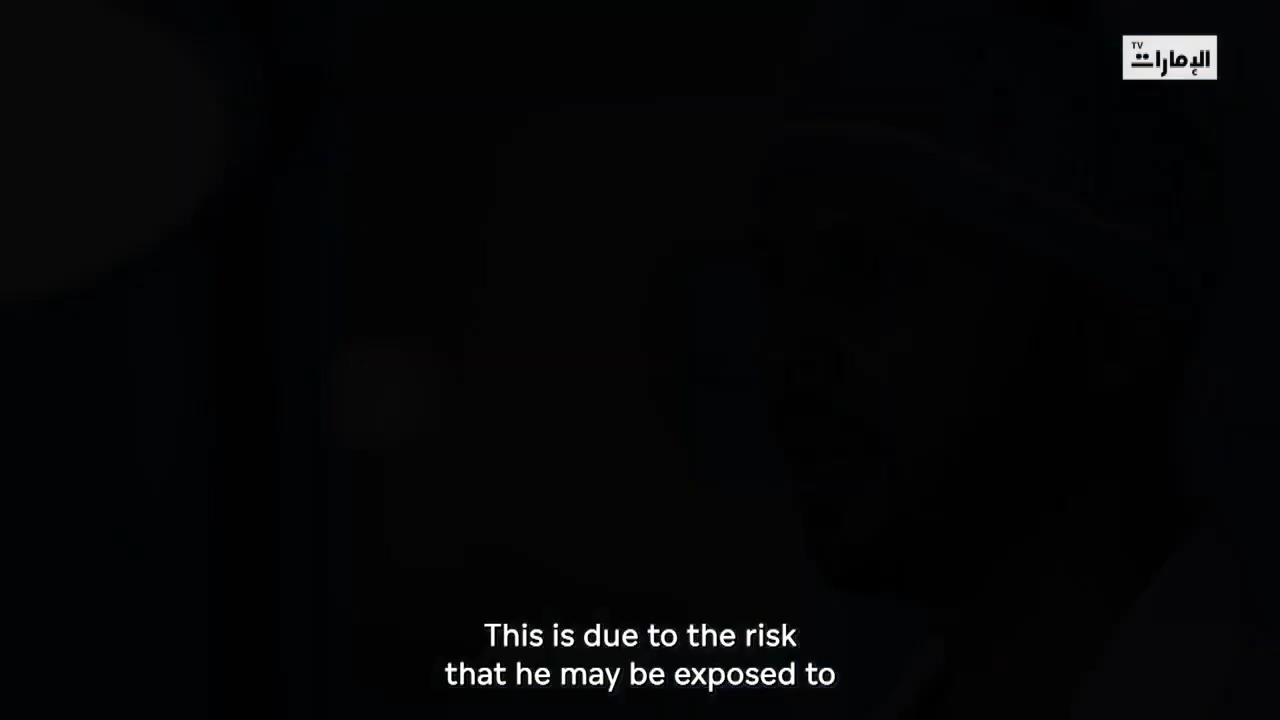 TV
الإمارات
This is due to the risk
that he may be exposed to